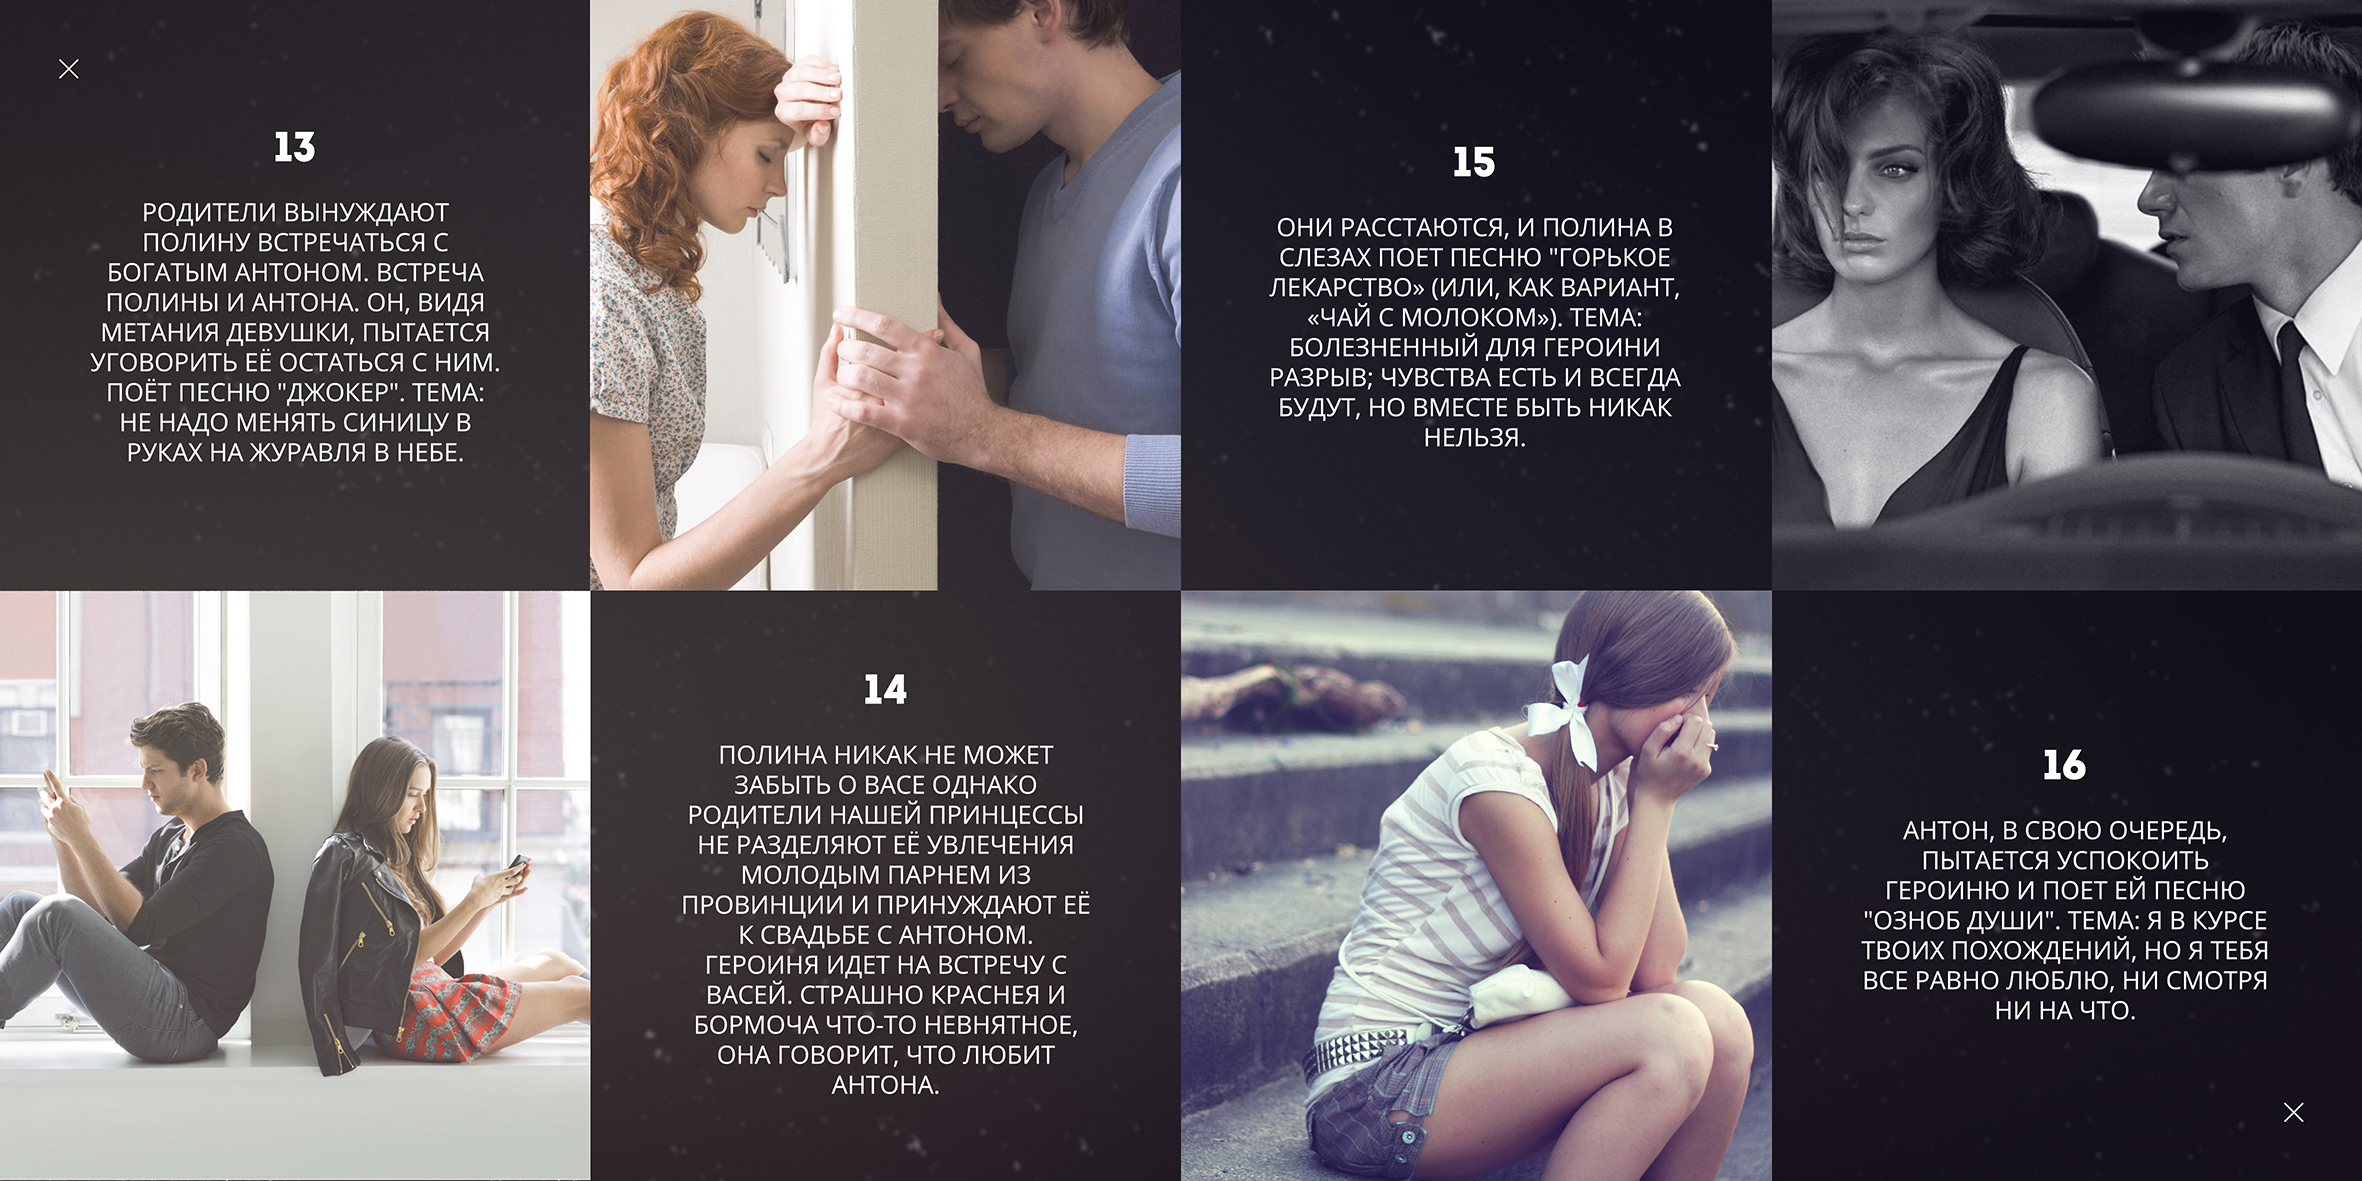 13
РОДИТЕЛИ ВЫНУЖДАЮТ
ПОЛИНУ ВСТРЕЧАТЬСЯ С
БОГАТЫМ АНТОНОМ. ВСТРЕЧА
ПОЛИНЫ И АНТОНА. ОН, ВИДЯ
МЕТАНИЯ ДЕВУШКИ, ПЫТАЕТСЯ
УГОВОРИТЬ ЕЁ ОСТАТЬСЯ С НИМ.
ПОЁТ ПЕСНЮ "ДЖОКЕР". ТЕМА:
НЕ НАДО МЕНЯТЬ СИНИЦУ В
РУКАХ НА ЖУРАВЛЯ В НЕБЕ.
14
ПОЛИНА НИКАК НЕ МОЖЕТ
ЗАБЫТЬ О ВАСЕ ОДНАКО
РОДИТЕЛИ НАШЕЙ ПРИНЦЕССЫ
НЕ РАЗДЕЛЯЮТ ЕЁ УВЛЕЧЕНИЯ
МОЛОДЫМ ПАРНЕМ ИЗ
ПРОВИНЦИИ И ПРИНУЖДАЮТ ЕЁ
К СВАДЬБЕ С АНТОНОМ.
ГЕРОИНЯ ИДЕТ НА ВСТРЕЧУ С
ВАСЕЙ. СТРАШНО КРАСНЕЯ И
БОРМОЧА ЧТО-ТО НЕВНЯТНОЕ,
ОНА ГОВОРИТ, ЧТО ЛЮБИТ
АНТОНА.
15
ОНИ РАССТАЮТСЯ, И ПОЛИНА В
СЛЕЗАХ ПОЕТ ПЕСНЮ "ГОРЬКОЕ
ЛЕКАРСТВО» (ИЛИ, КАК ВАРИАНТ,
«ЧАЙ С МОЛОКОМ»). ТЕМА:
БОЛЕЗНЕННЫЙ ДЛЯ ГЕРОИНИ
РАЗРЫВ; ЧУВСТВА ЕСТЬ И ВСЕГДА
БУДУТ, НО ВМЕСТЕ БЫТЬ НИКАК
НЕЛЬЗЯ.
16
АНТОН, В СВОЮ ОЧЕРЕДЬ,
ПЫТАЕТСЯ УСПОКОИТЬ
ГЕРОИНЮ И ПОЕТ ЕЙ ПЕСНЮ
"ОЗНОБ ДУШИ". ТЕМА: Я В КУРСЕ
ТВОИХ ПОХОЖДЕНИЙ, НО Я ТЕБЯ
ВСЕ РАВНО ЛЮБЛЮ, НИ СМОТРЯ
НИ НА ЧТО.